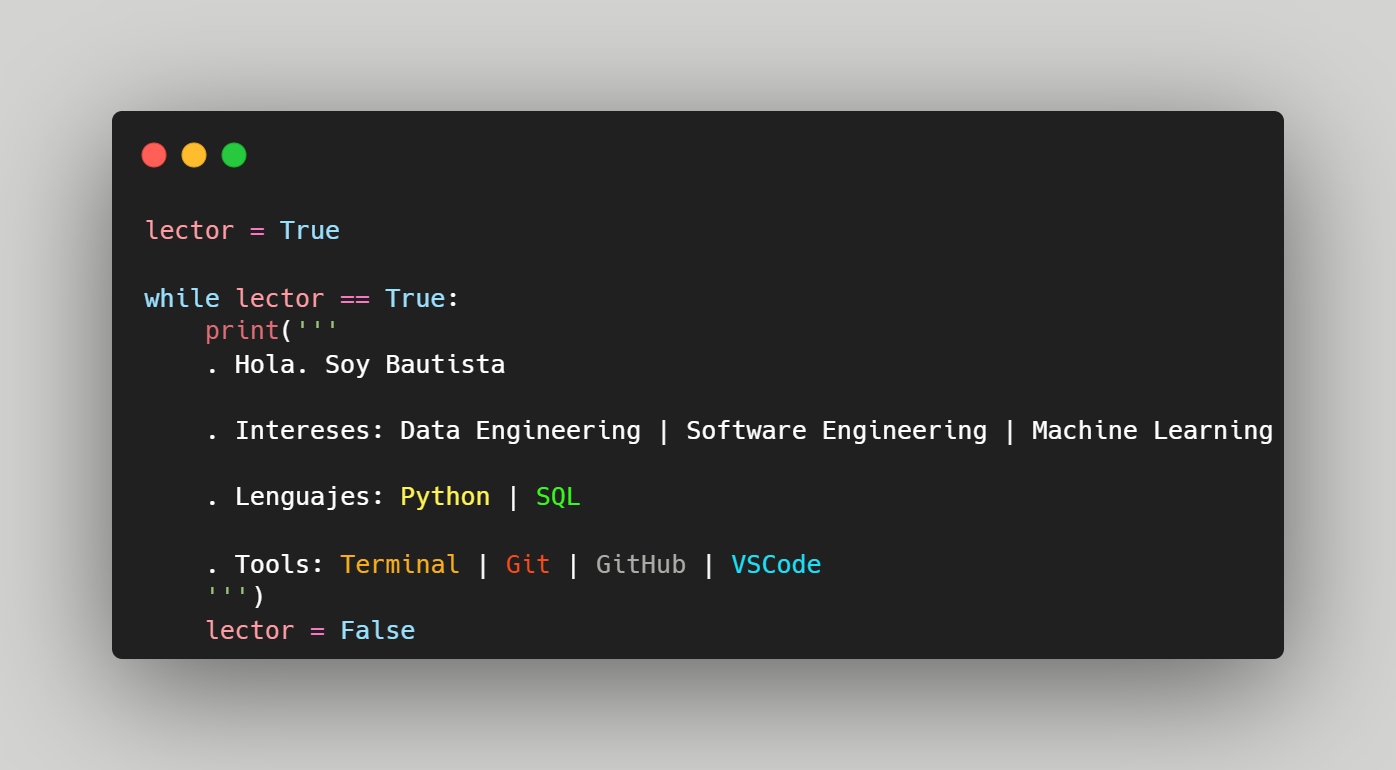 lector = True
while lector == True:
    print('''
    . Hola. Soy Bautista
    . Intereses: Data Engineering | Software Engineering | Machine Learning
    . Lenguajes: Python | SQL
    . Tools: Terminal | Git | GitHub | VSCode
    ''')
    lector = False